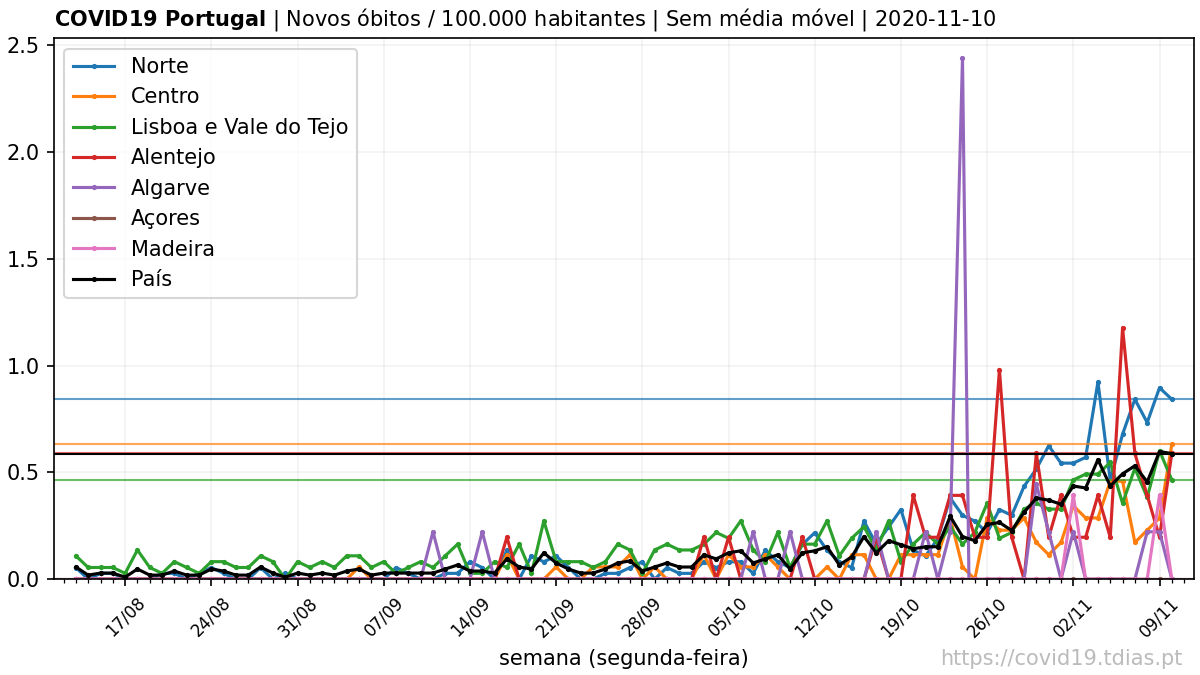 COVID19 Portugal | Novos óbitos / 100.000 habitantes | Sem média móvel | 2020-11-10
2.5
2.0
1.5
1.0
0.5
0.0
Norte
Centro
Lisboa e Vale do Tejo
Alentejo
Algarve
Açores
Madeira
País
17/08
24/08
31/08
07/09
14/09
21/09
28/09
05/10
12/10
19/10
26/10
02/11
09/11
semana (segunda-feira)
https://covid19.tdias.pt